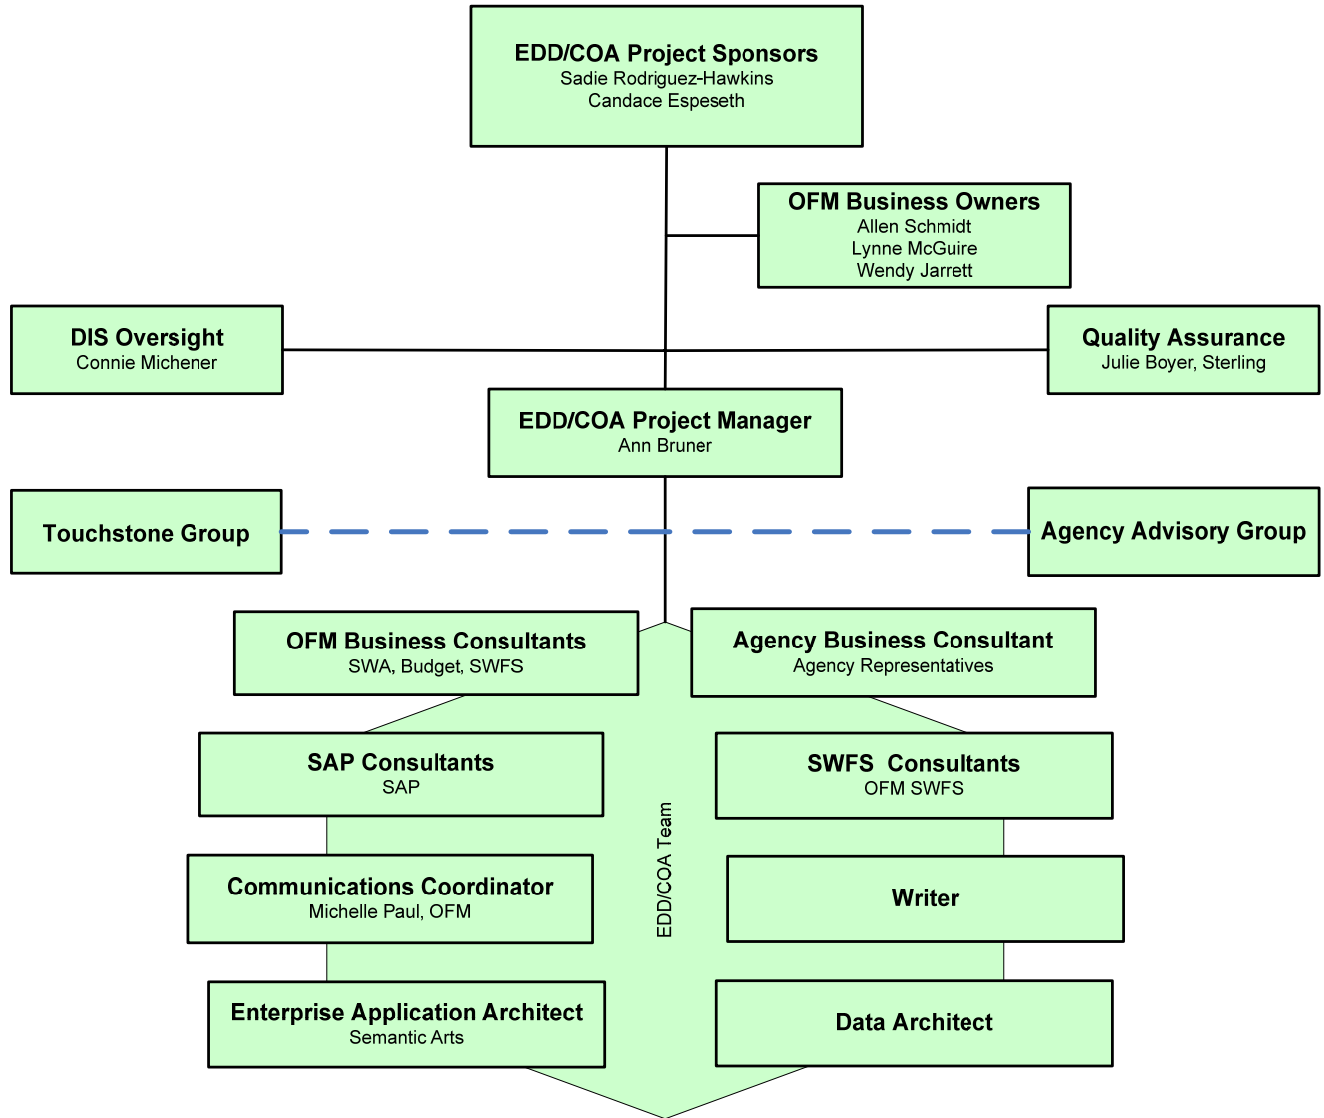 EDD/COA Project Sponsors
Sadie Rodriguez-Hawkins
Candace Espeseth
OFM Business Owners
Allen Schmidt
Lynne McGuire
Wendy Jarrett
DIS Oversight
Connie Michener
Quality Assurance
Julie Boyer, Sterling
EDD/COA Project Manager
Ann Bruner
Touchstone Group
Agency Advisory Group
OFM Business Consultants
SWA, Budget, SWFS
Agency Business Consultant
Agency Representatives
SAP Consultants
SAP
SWFS  Consultants
OFM SWFS
EDD/COA Team
Communications Coordinator
Michelle Paul, OFM
Writer
Enterprise Application Architect
Semantic Arts
Data Architect